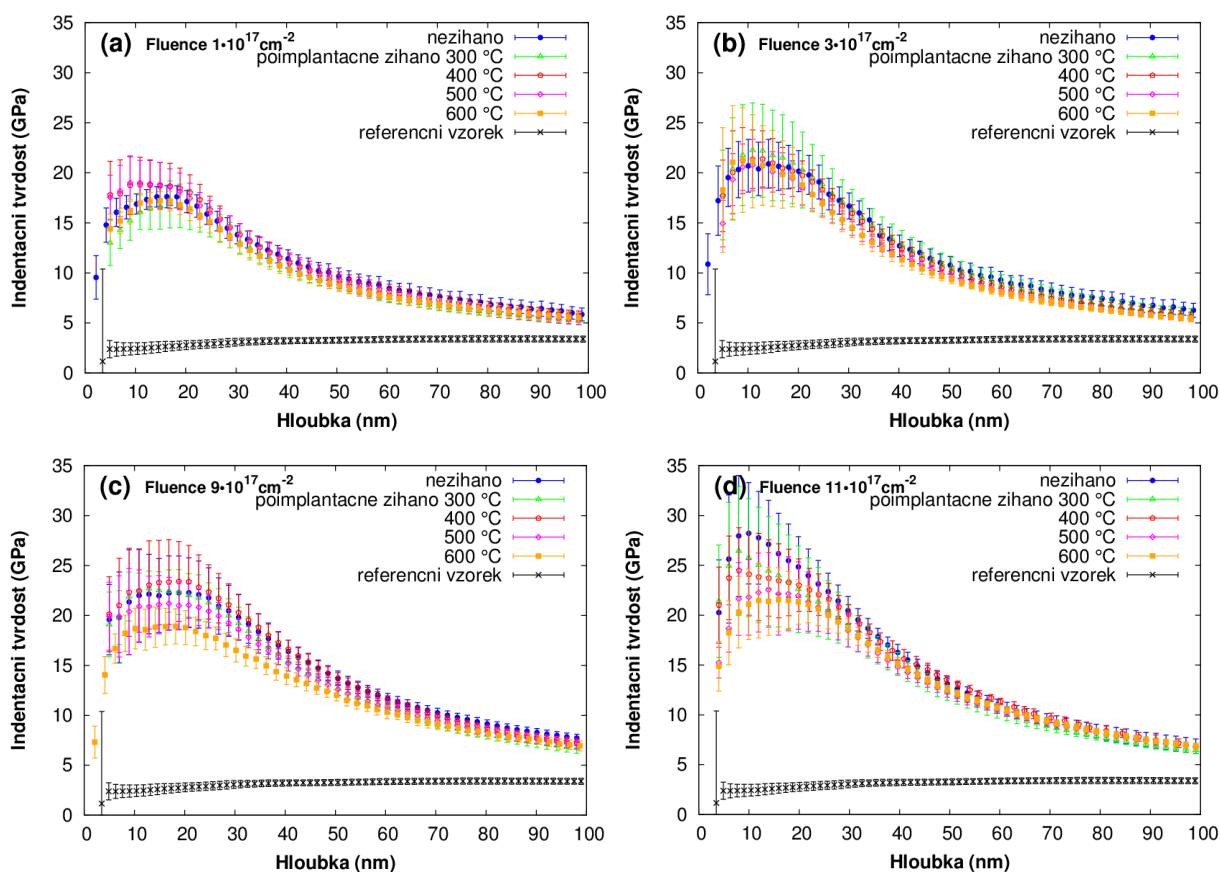 (a) Fluence 1•10¹⁷cm⁻²
nezihano
poimplantacne zihano 300 °C
400 °C
500 °C
600 °C
referencni vzorek
Indentacni tvrdost (GPa)
35
30
25
20
15
10
5
0
0 10 20 30 40 50 60 70 80 90 100
Hloubka (nm)
(b) Fluence 3•10¹⁷cm⁻²
nezihano
poimplantacne zihano 300 °C
400 °C
500 °C
600 °C
referencni vzorek
Indentacni tvrdost (GPa)
35
30
25
20
15
10
5
0
0 10 20 30 40 50 60 70 80 90 100
Hloubka (nm)
(c) Fluence 9•10¹⁷cm⁻²
nezihano
poimplantacne zihano 300 °C
400 °C
500 °C
600 °C
referencni vzorek
Indentacni tvrdost (GPa)
35
30
25
20
15
10
5
0
0 10 20 30 40 50 60 70 80 90 100
Hloubka (nm)
(d) Fluence 11•10¹⁷cm⁻²
nezihano
poimplantacne zihano 300 °C
400 °C
500 °C
600 °C
referencni vzorek
Indentacni tvrdost (GPa)
35
30
25
20
15
10
5
0
0 10 20 30 40 50 60 70 80 90 100
Hloubka (nm)